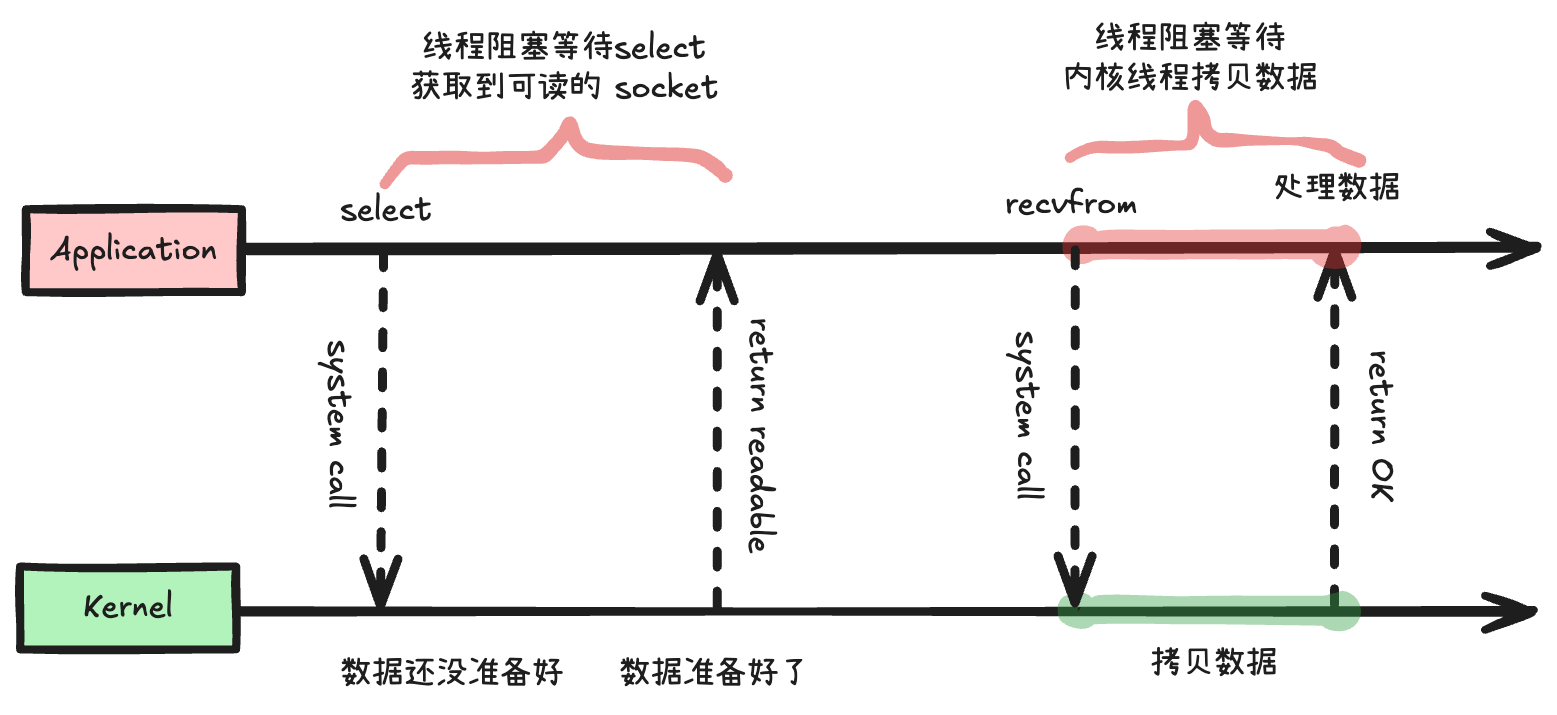 线程阻塞等待select
获取到可读的 socket
线程阻塞等待
内核线程拷贝数据
处理数据
select
recvfrom
Application
system call
return readable
system call
return OK
Kernel
数据还没准备好
数据准备好了
拷贝数据